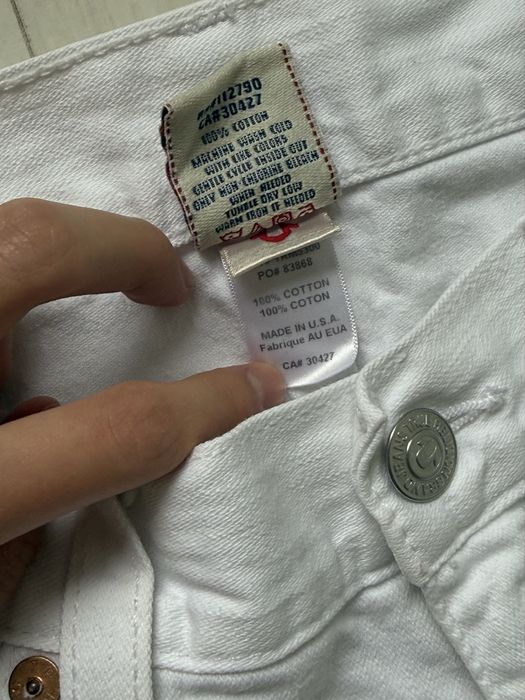 112790
CA# 30427
100% COTTON
MACHINE WASH COLD
WITH LIKE COLORS
GENTLE CYCLE INSIDE OUT
ONLY NON-CHLORINE BLEACH
WHEN NEEDED
TUMBLE DRY LOW
WARM IRON IF NEEDED
PO# 83868
100% COTTON
100% COTON
MADE IN U.S.A.
Fabrique AU EUA
CA# 30427